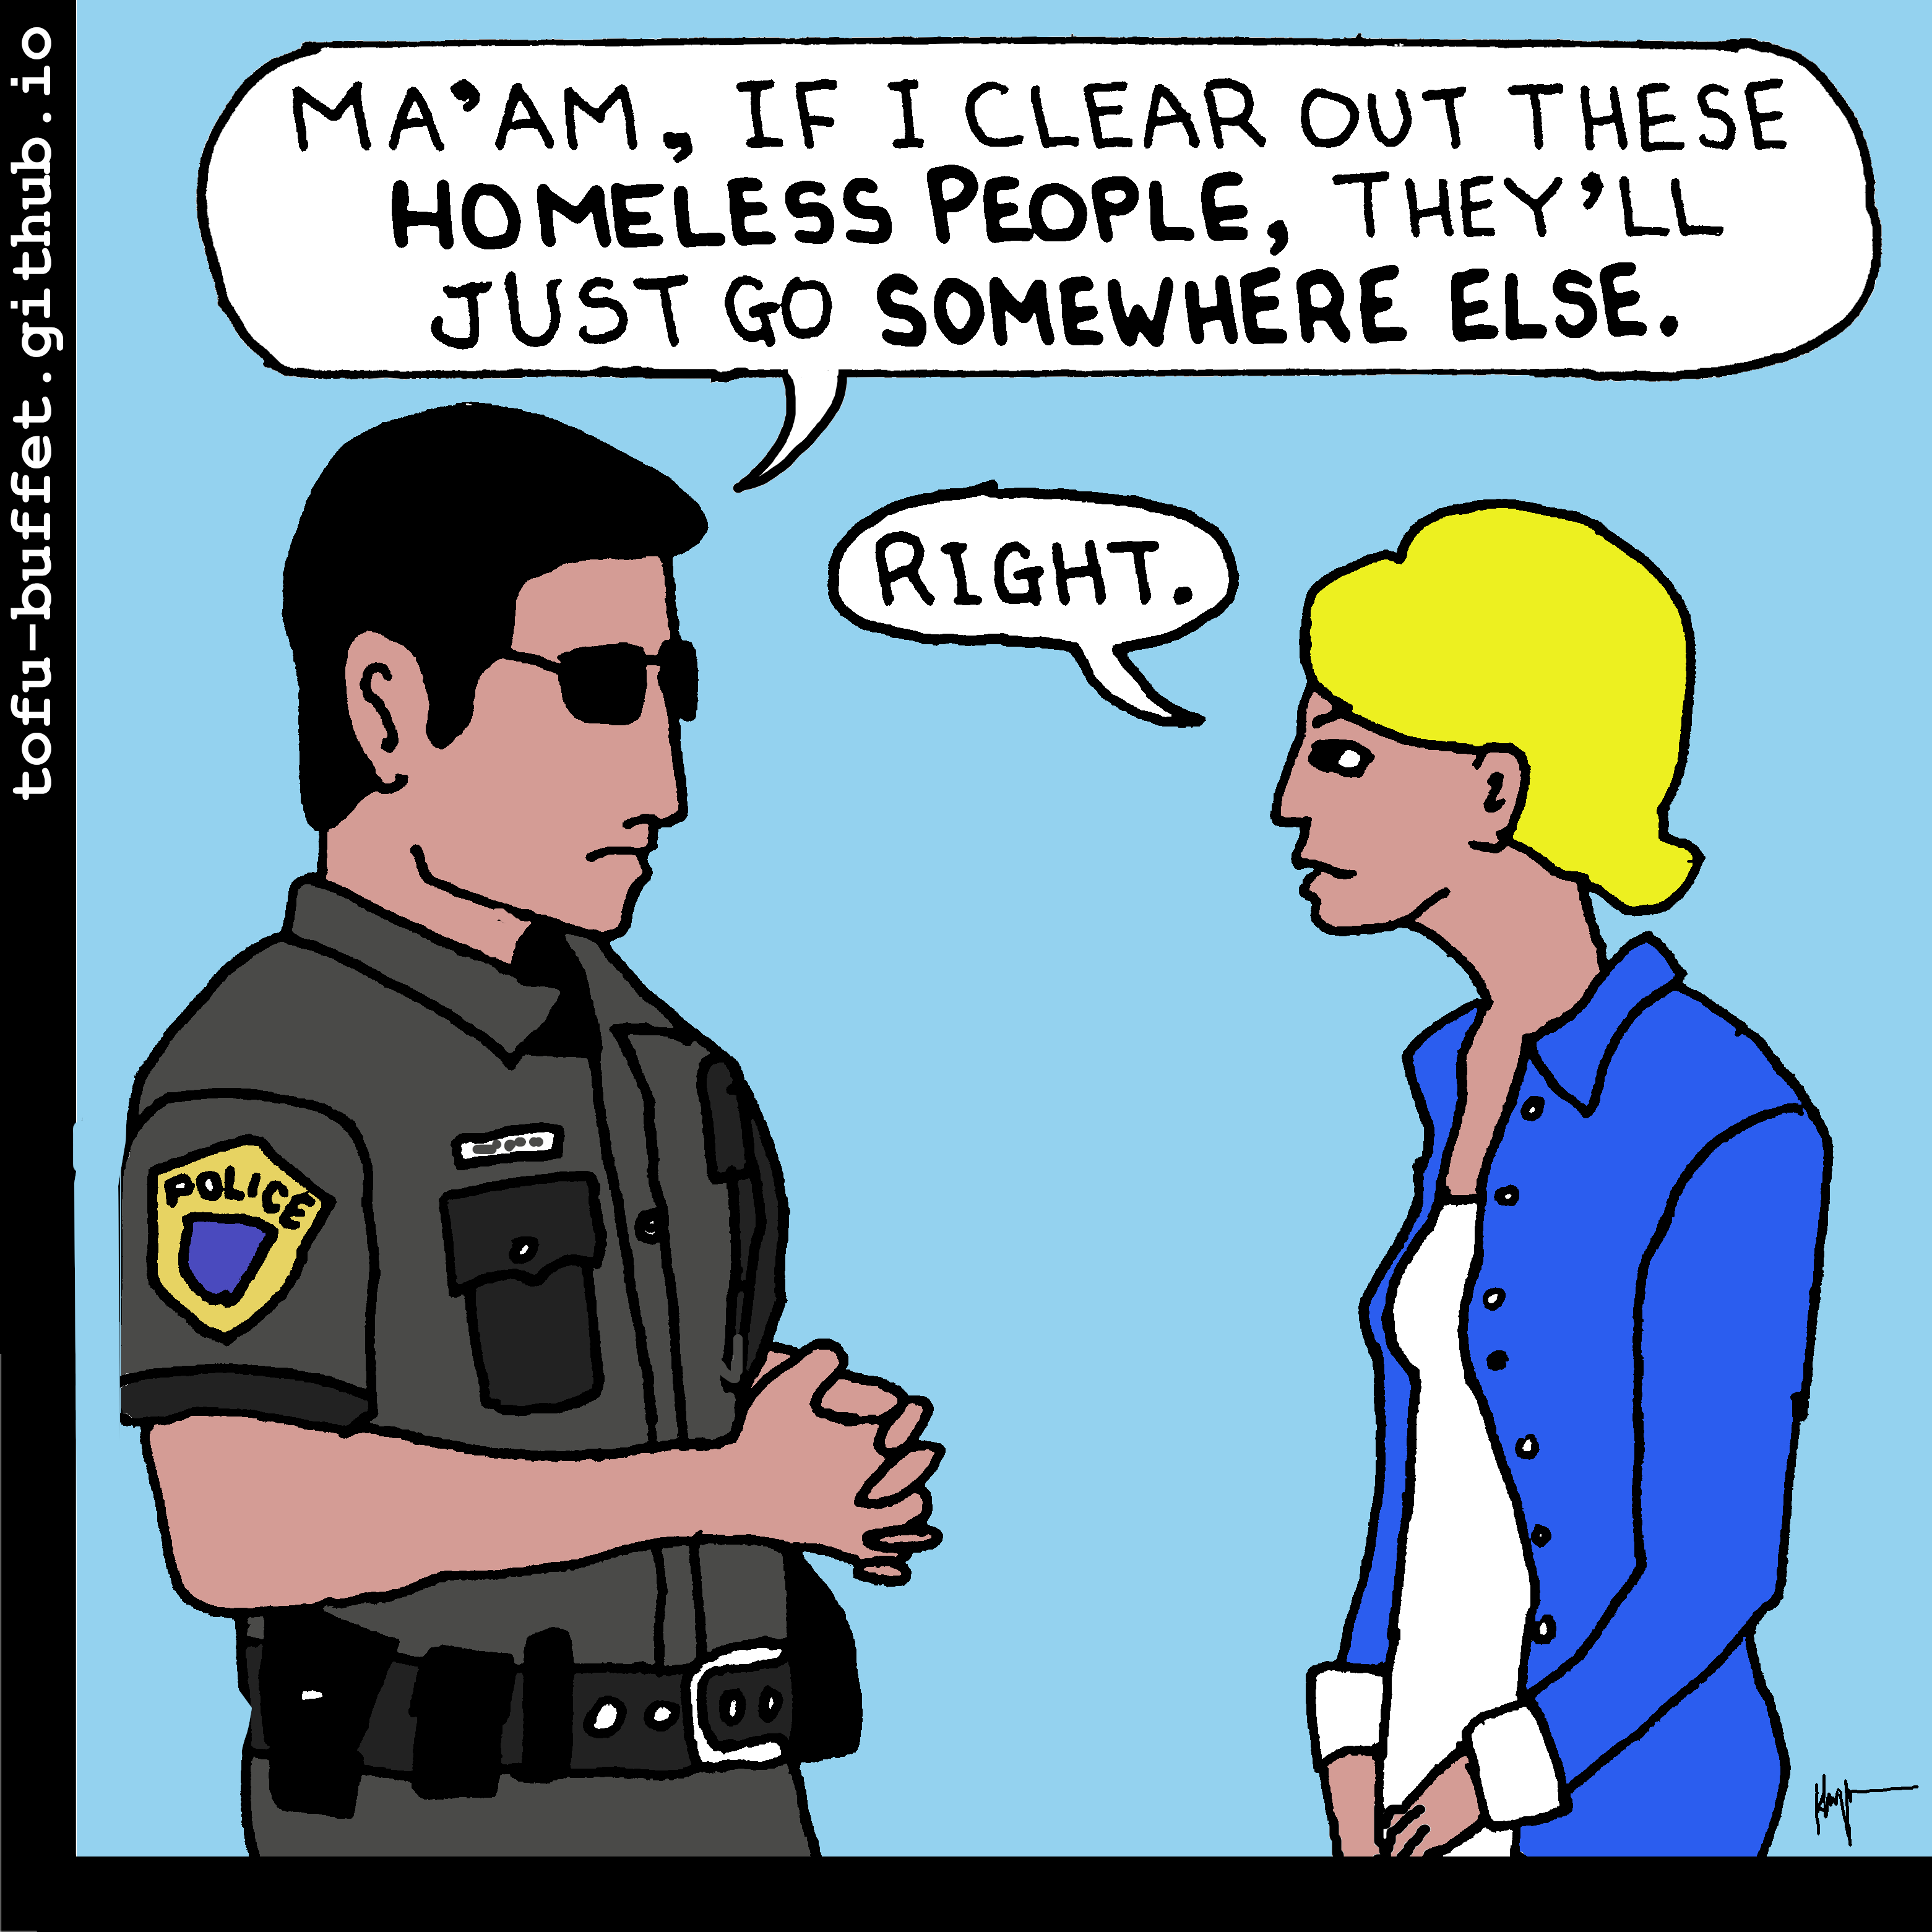 MA'AM, IF I CLEAR OUT THESE
HOMELESS PEOPLE, THEY'LL
JUST GO SOMEWHERE ELSE.
RIGHT.
POLICE
tofu-buffet.github.io